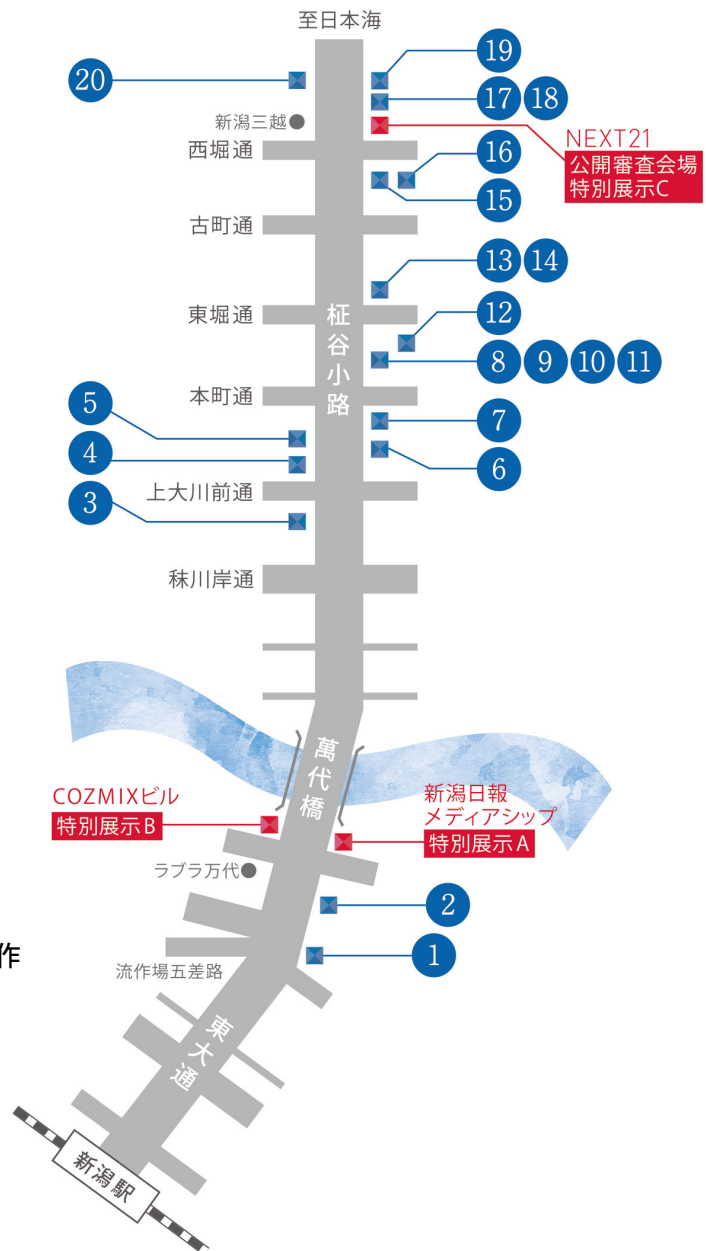 至日本海
⑲
⑳
⑰ ⑱
新潟三越
NEXT21
公開審査会場
特別展示C
西堀通
⑯
⑮
古町通
⑬ ⑭
東堀通
柾谷小路
⑫
⑧ ⑨ ⑩ ⑪
本町通
⑤
⑦
④
⑥
上大川前通
③
秣川岸通
萬代橋
COZMIXビル
特別展示B
新潟日報
メディアシップ
特別展示A
ラブラ万代
②
作
①
流作場五差路
東大通
新潟駅